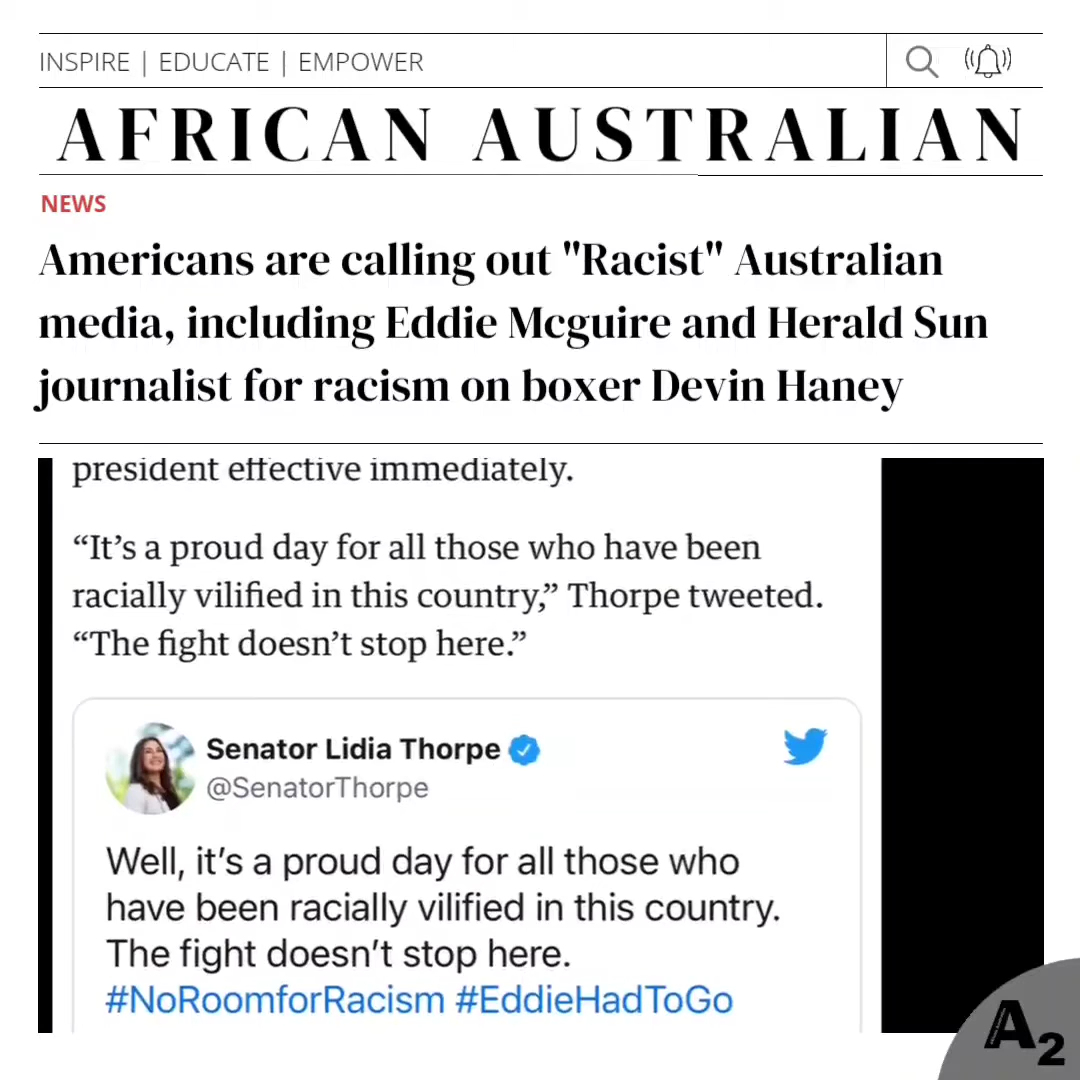 INSPIRE | EDUCATE | EMPOWER
AFRICAN AUSTRALIAN
NEWS
Americans are calling out "Racist" Australian
media, including Eddie Mcguire and Herald Sun
journalist for racism on boxer Devin Haney
president effective immediately.
“It’s a proud day for all those who have been
racially vilified in this country,” Thorpe tweeted.
“The fight doesn’t stop here.”
Senator Lidia Thorpe
@SenatorThorpe
Well, it’s a proud day for all those who
have been racially vilified in this country.
The fight doesn’t stop here.
#NoRoomforRacism #EddieHadToGo
A2